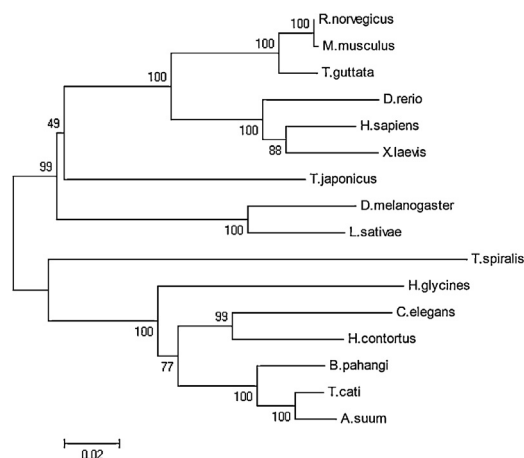 100
R.norvegicus
100
M.musculus
100
T.guttata
D.rerio
49
100
H.sapiens
88
X.laevis
99
T.japonicus
D.melanogaster
100
L.sativae
T.spiralis
H.glycines
100
99
C.elegans
H.contortus
77
B.pahangi
100
T.cati
100
A.suum
0.02